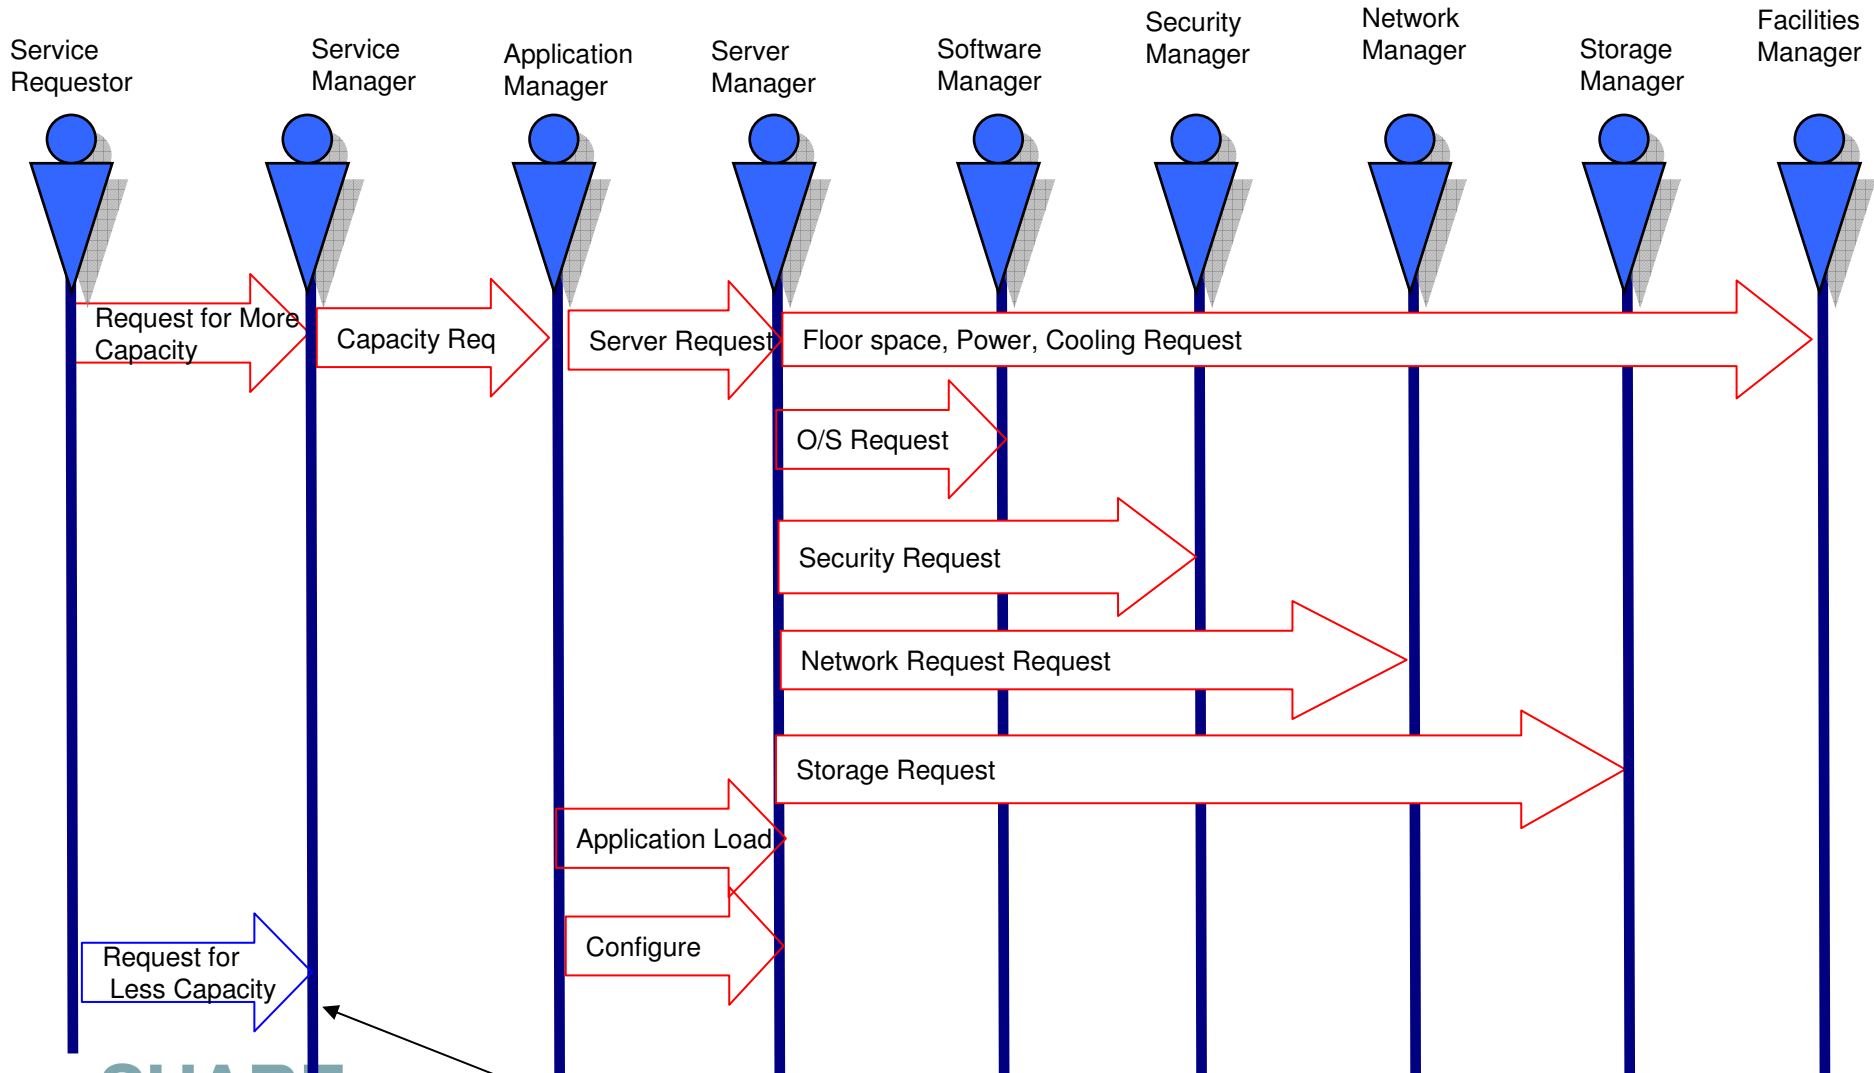 Service
Requestor
Service
Manager
Application
Manager
Server
Manager
Software
Manager
Security
Manager
Network
Manager
Storage
Manager
Facilities
Manager
Request for More
Capacity
Capacity Req
Server Request
Floor space, Power, Cooling Request
O/S Request
Security Request
Network Request Request
Storage Request
Application Load
Configure
Request for
Less Capacity
SHARE